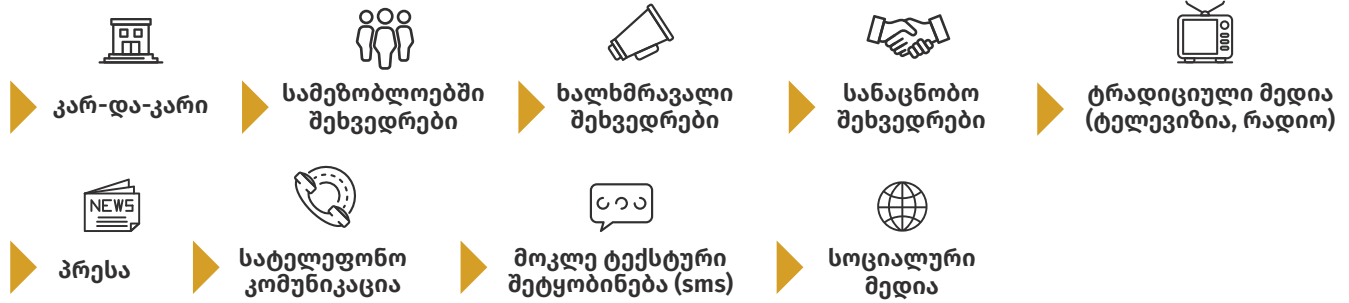 კარ-და-კარი
სამეზობლოებში
შეხვედრები
ხალხმრავალი
შეხვედრები
სანაცნობო
შეხვედრები
ტრადიციული მედია
(ტელევიზია, რადიო)
NEWS
პრესა
სატელეფონო
კომუნიკაცია
მოკლე ტექსტური
შეტყობინება (sms)
სოციალური
მედია